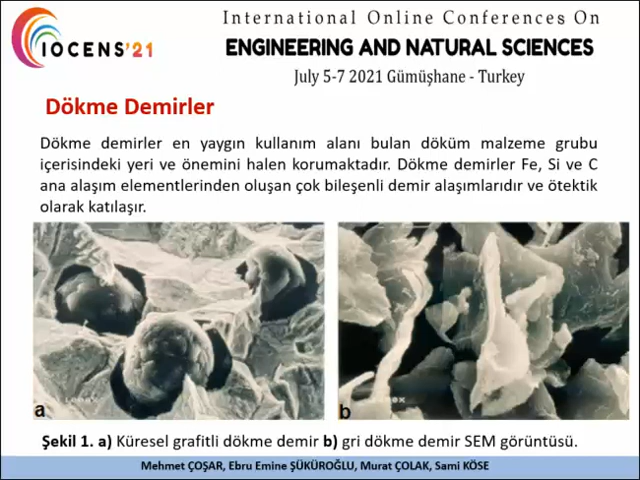 IOCENS'21
International Online Conferences On
ENGINEERING AND NATURAL SCIENCES
July 5-7 2021 Gümüşhane - Turkey
Dökme Demirler
Dökme demirler en yaygın kullanım alanı bulan döküm malzeme grubu
içerisindeki yeri ve önemini halen korumaktadır. Dökme demirler Fe, Si ve C
ana alaşım elementlerinden oluşan çok bileşenli demir alaşımlarıdır ve ötektik
olarak katılaşır.
a
b
Şekil 1. a) Küresel grafitli dökme demir b) gri dökme demir SEM görüntüsü.
Mehmet ÇOŞAR, Ebru Emine ŞÜKÜROĞLU, Murat ÇOLAK, Sami KÖSE